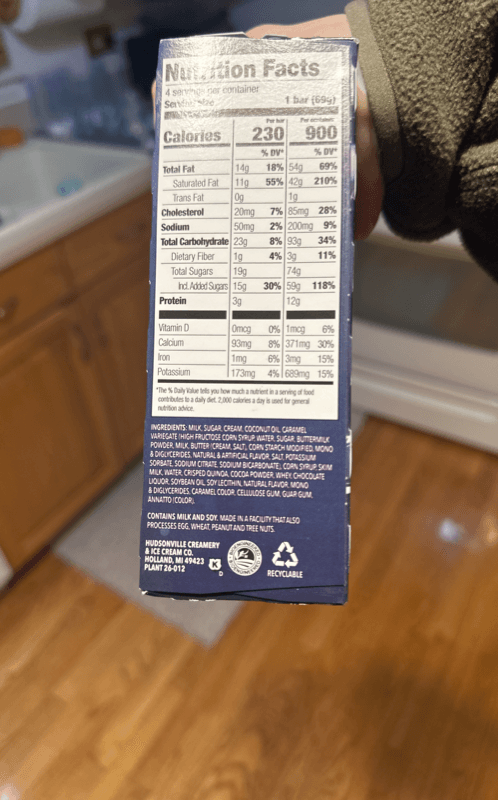 Nutrition Facts
4 servings per container
Serving size 1 bar (69g)
Per bar Per container
Calories 230 900
% DV* % DV*
Total Fat 14g 18% 54g 69%
Saturated Fat 11g 55% 42g 210%
Trans Fat 0g 1g
Cholesterol 20mg 7% 85mg 28%
Sodium 50mg 2% 200mg 9%
Total Carbohydrate 23g 8% 93g 34%
Dietary Fiber 1g 4% 3g 11%
Total Sugars 19g 74g
Incl. Added Sugars 15g 30% 59g 118%
Protein 3g 12g
Vitamin D 0mcg 0% 1mcg 6%
Calcium 93mg 8% 371mg 30%
Iron 1mg 6% 3mg 15%
Potassium 173mg 4% 689mg 15%
*The % Daily Value tells you how much a nutrient in a serving of food
contributes to a daily diet. 2,000 calories a day is used for general
nutrition advice.
INGREDIENTS: MILK, SUGAR, CREAM, COCONUT OIL, CARAMEL
VARIEGATE (HIGH FRUCTOSE CORN SYRUP, WATER, SUGAR, BUTTERMILK
POWDER, MILK, BUTTER (CREAM, SALT), CORN STARCH MODIFIED, MONO
& DIGLYCERIDES, NATURAL & ARTIFICIAL FLAVOR, SALT, POTASSIUM
SORBATE, SODIUM CITRATE, SODIUM BICARBONATE), CORN SYRUP, SKIM
MILK, WATER, CRISPED QUINOA, COCOA POWDER, WHEY, CHOCOLATE
LIQUOR, SOYBEAN OIL, SOY LECITHIN, NATURAL FLAVOR, MONO
& DIGLYCERIDES, CARAMEL COLOR, CELLULOSE GUM, GUAR GUM,
ANNATTO (COLOR).
CONTAINS MILK AND SOY. MADE IN A FACILITY THAT ALSO
PROCESSES EGG, WHEAT, PEANUT AND TREE NUTS.
HUDSONVILLE CREAMERY
& ICE CREAM CO.
HOLLAND, MI 49423
PLANT 26-012
K
D
RECYCLABLE